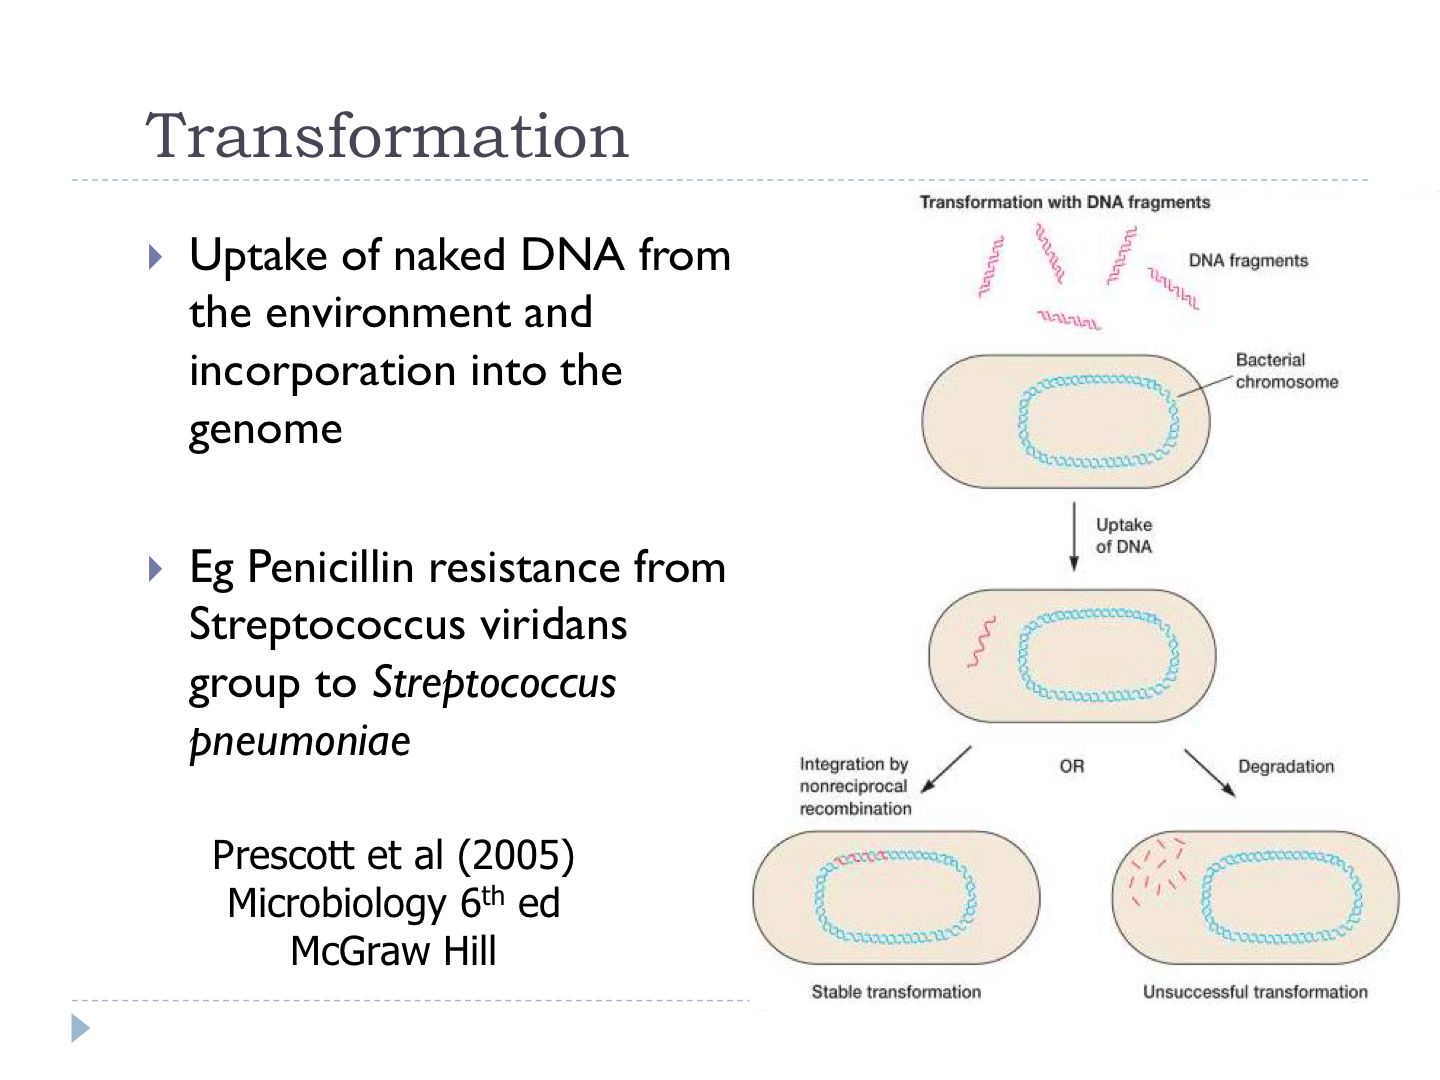 Transformation
Uptake of naked DNA from
the environment and
incorporation into the
genome
Eg Penicillin resistance from
Streptococcus viridans
group to Streptococcus
pneumoniae
Prescott et al (2005)
Microbiology 6th ed
McGraw Hill
Transformation with DNA fragments
DNA fragments
Bacterial
chromosome
Uptake
of DNA
Integration by
nonreciprocal
recombination
OR
Degradation
Stable transformation
Unsuccessful transformation